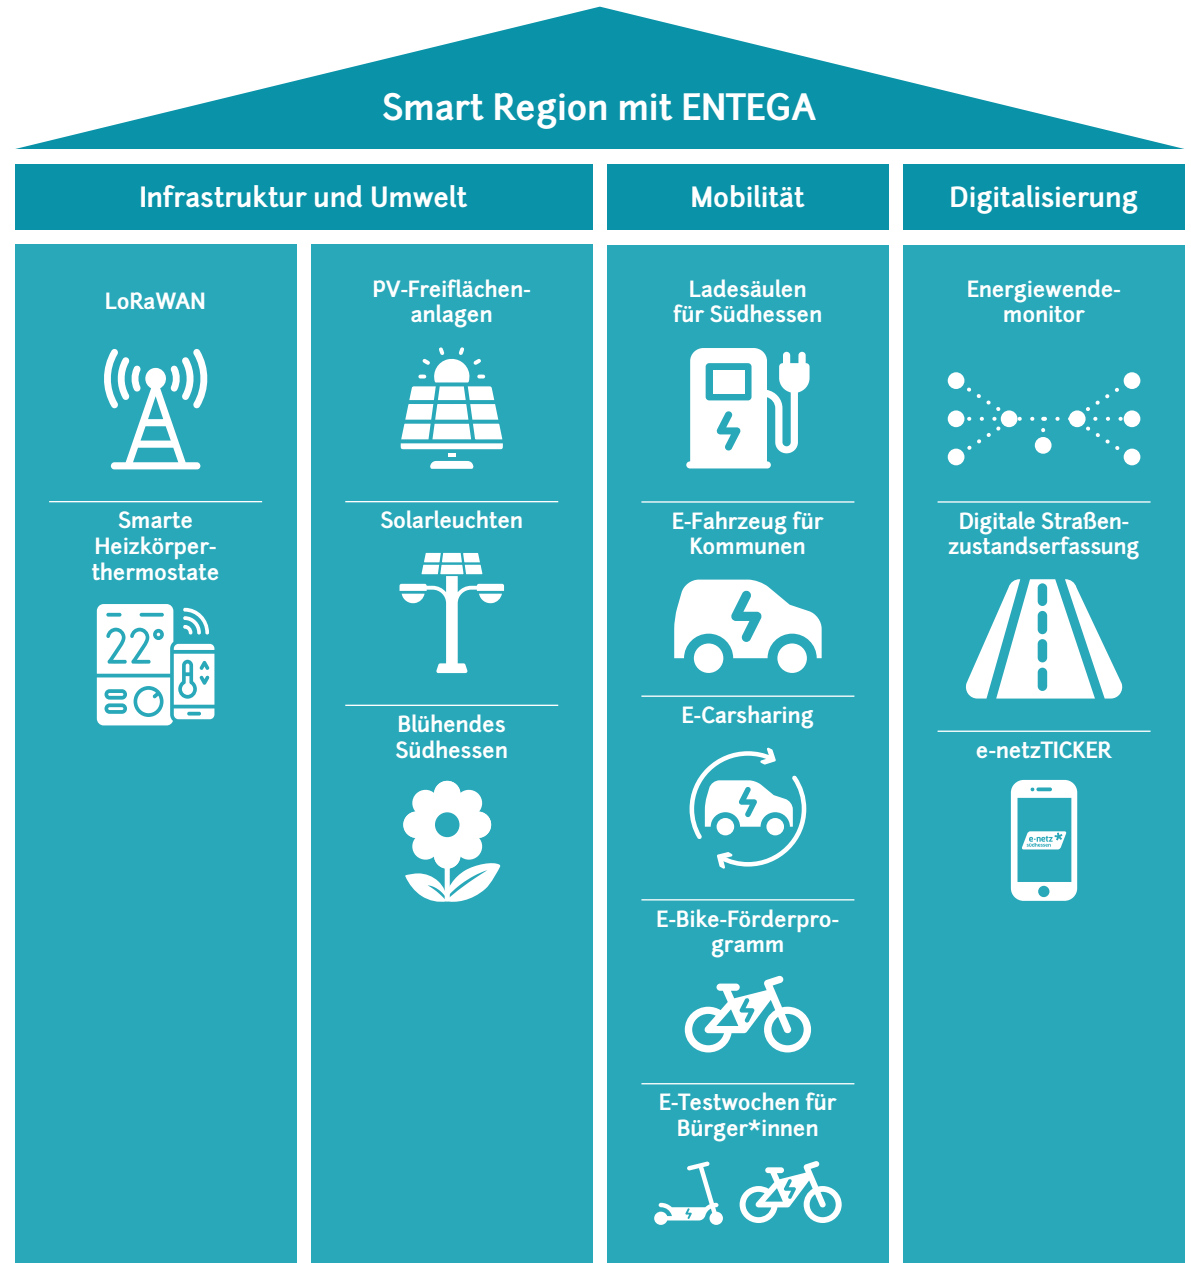 Smart Region mit ENTEGA
Infrastruktur und Umwelt
LoRaWAN
Smarte
Heizkörper-
thermostate
22°
PV-Freiflächen-
anlagen
Solarleuchten
Blühendes
Südhessen
Mobilität
Ladesäulen
für Südhessen
E-Fahrzeug für
Kommunen
E-Carsharing
E-Bike-Förderpro-
gramm
E-Testwochen für
Bürger*innen
Digitalisierung
Energiewende-
monitor
Digitale Straßen-
zustandserfassung
e-netzTICKER
e-netz*
südhessen